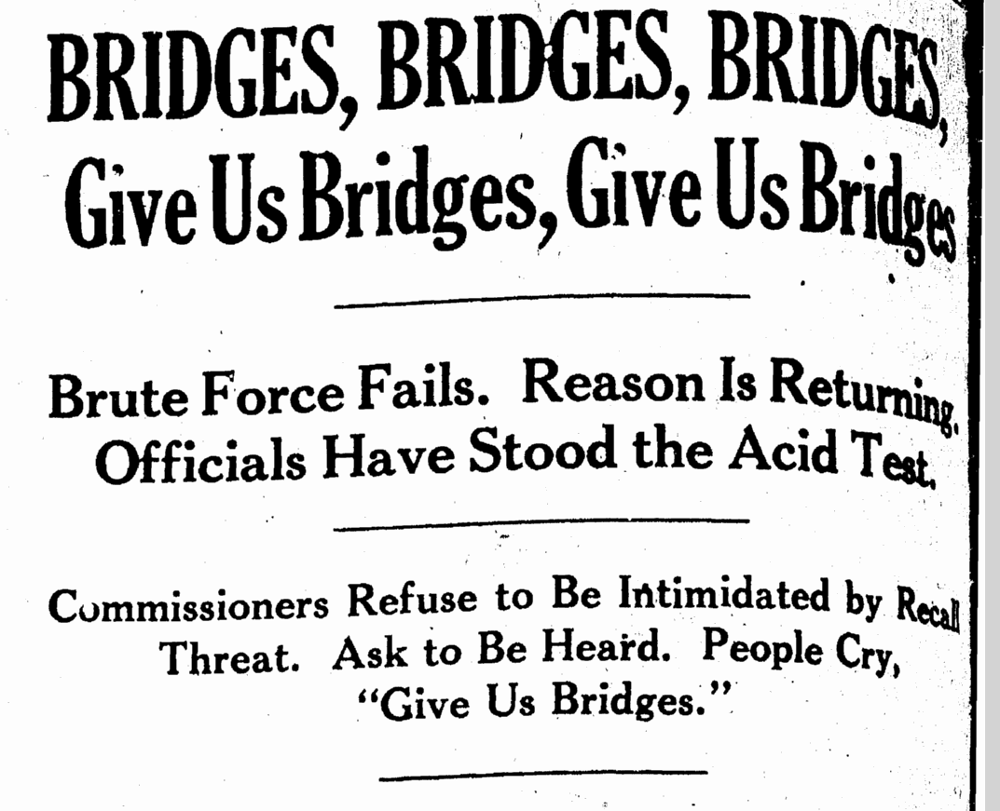 BRIDGES, BRIDGES, BRIDGES,
Give Us Bridges, Give Us Bridges
Brute Force Fails. Reason Is Returning.
Officials Have Stood the Acid Test.
Commissioners Refuse to Be Intimidated by Recall
Threat. Ask to Be Heard. People Cry,
"Give Us Bridges."